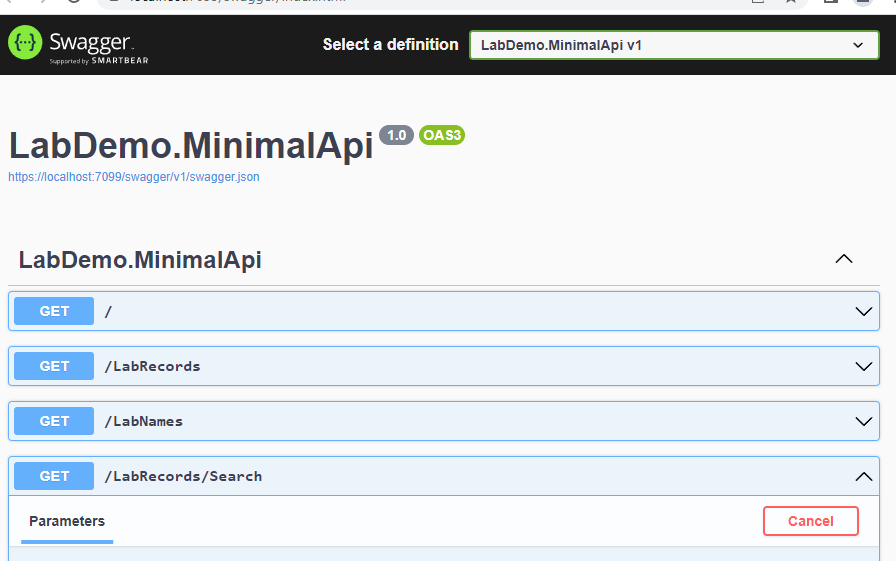 Swagger
Supported by SMARTBEAR
Select a definition
LabDemo.MinimalApi v1
LabDemo.MinimalApi 1.0 OAS3
https://localhost:7099/swagger/v1/swagger.json
LabDemo.MinimalApi
GET /
GET /LabRecords
GET /LabNames
GET /LabRecords/Search
Parameters
Cancel